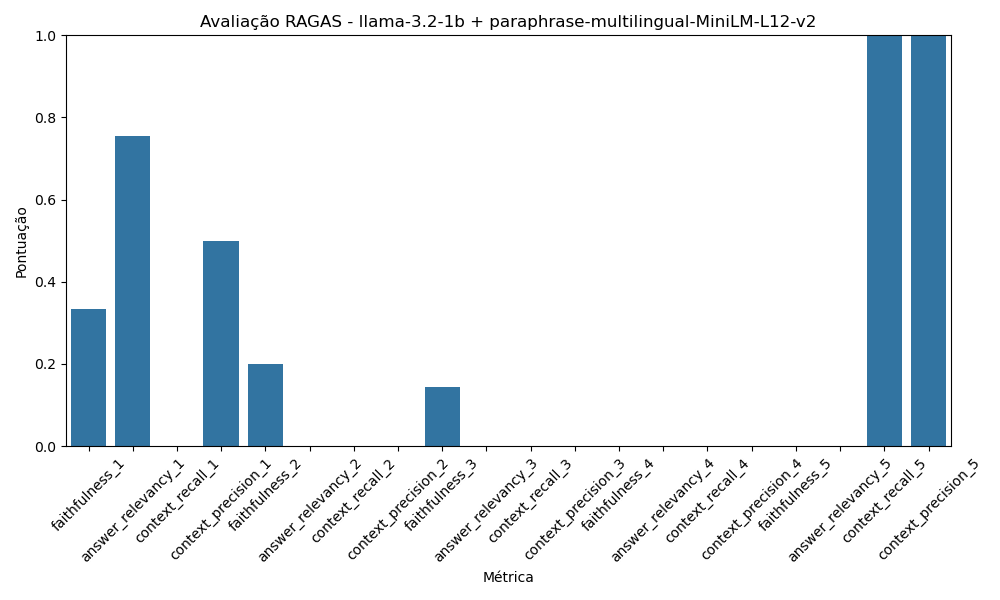 Avaliação RAGAS - llama-3.2-1b + paraphrase-multilingual-MiniLM-L12-v2
Pontuação
1.0
0.8
0.6
0.4
0.2
0.0
faithfulness_1
answer_relevancy_1
context_recall_1
context_precision_1
faithfulness_2
answer_relevancy_2
context_recall_2
context_precision_2
faithfulness_3
answer_relevancy_3
context_recall_3
context_precision_3
faithfulness_4
answer_relevancy_4
context_recall_4
context_precision_4
faithfulness_5
answer_relevancy_5
context_recall_5
context_precision_5
Métrica